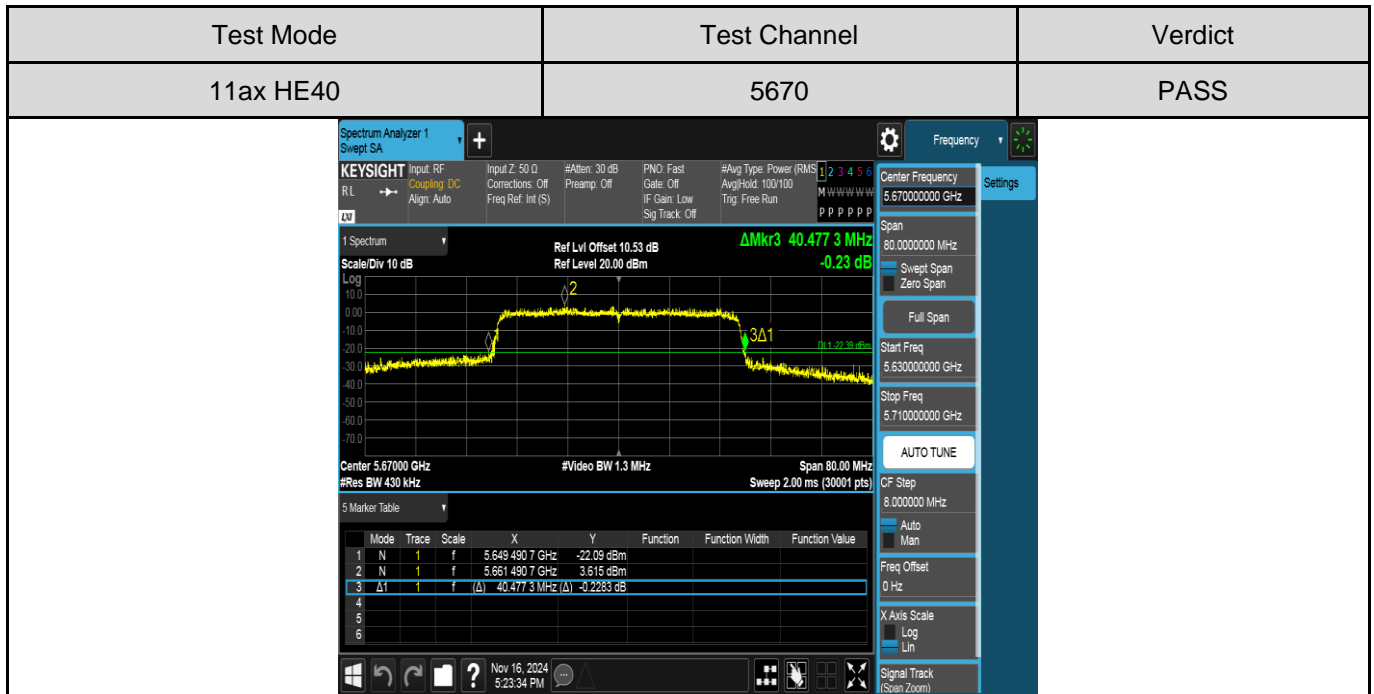 Test Mode Test Channel Verdict
11ax HE40 5670 PASS
Spectrum Analyzer 1
Swept SA
+
Frequency
KEYSIGHT
RL
LXI
Input: RF
Coupling: DC
Align: Auto
Input Z: 50 Ω
Corrections: Off
Freq Ref: Int (S)
#Atten: 30 dB
Preamp: Off
PNO: Fast
Gate: Off
IF Gain: Low
Sig Track: Off
#Avg Type: Power (RMS
Avg|Hold: 100/100
Trig: Free Run
1 2 3 4 5 6
M W W W W W
P P P P P P
Center Frequency
5.670000000 GHz
Settings
Span
80.0000000 MHz
Swept Span
Zero Span
Full Span
Start Freq
5.630000000 GHz
Stop Freq
5.710000000 GHz
AUTO TUNE
CF Step
8.000000 MHz
Auto
Man
Freq Offset
0 Hz
X Axis Scale
Log
Lin
Signal Track
(Span Zoom)
1 Spectrum
Scale/Div 10 dB
Ref Lvl Offset 10.53 dB
Ref Level 20.00 dBm
ΔMkr3 40.477 3 MHz
-0.23 dB
Log
10.0
0.00
-10.0
-20.0
-30.0
-40.0
-50.0
-60.0
-70.0
2
3Δ1
DL1 -22.39 dBm
Center 5.67000 GHz #Video BW 1.3 MHz Span 80.00 MHz
#Res BW 430 kHz Sweep 2.00 ms (30001 pts)
5 Marker Table
Mode Trace Scale X Y Function Function Width Function Value
1 N 1 f 5.649 490 7 GHz -22.09 dBm
2 N 1 f 5.661 490 7 GHz 3.615 dBm
3 Δ1 1 f (Δ) 40.477 3 MHz (Δ) -0.2283 dB
4
5
6
?
Nov 16, 2024
5:23:34 PM